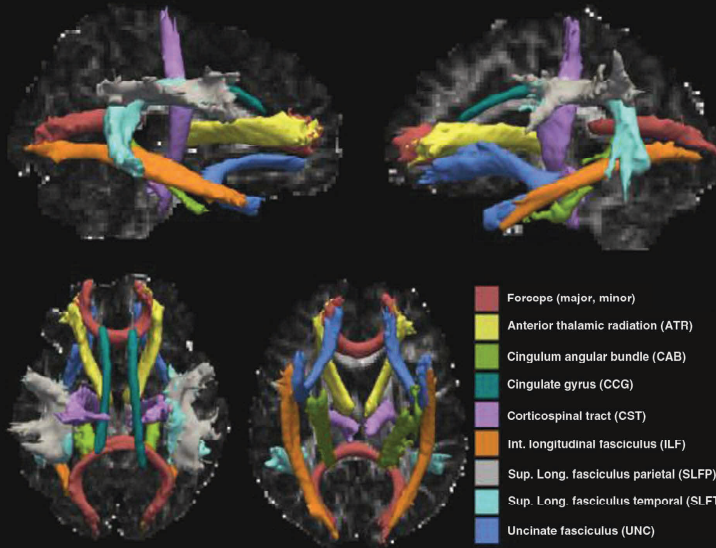 Forceps (major, minor)
Anterior thalamic radiation (ATR)
Cingulum angular bundle (CAB)
Cingulate gyrus (CCG)
Corticospinal tract (CST)
Int. longitudinal fasciculus (ILF)
Sup. Long. fasciculus parietal (SLFP)
Sup. Long. fasciculus temporal (SLFT
Uncinate fasciculus (UNC)